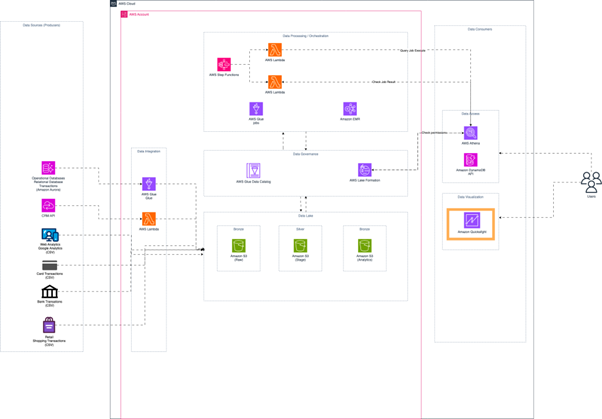 AWS Cloud
AWS Account
Data Sources (Producers)
Data Processing / Orchestration
Data Consumers
AWS Lambda
Query Job Execute
AWS Step Functions
Check Job Result
AWS Lambda
AWS Glue
jobs
Amazon EMR
Data Access
Check permissions
AWS Athena
Amazon DynamoDB
API
Operational Databases
Relational Database
Transactions
(Amazon Aurora)
Data Integration
AWS Glue
Glue
Data Governance
AWS Glue Data Catalog
AWS Lake Formation
CRM API
AWS Lambda
Data Visualization
Amazon Quicksight
Data Lake
Bronze
Silver
Bronze
Amazon S3
(Raw)
Amazon S3
(Stage)
Amazon S3
(Analytics)
Web Analytics
Google Analytics
(CSV)
Card Transactions
(CSV)
Bank Transations
(CSV)
Shopping Transactions
(CSV)